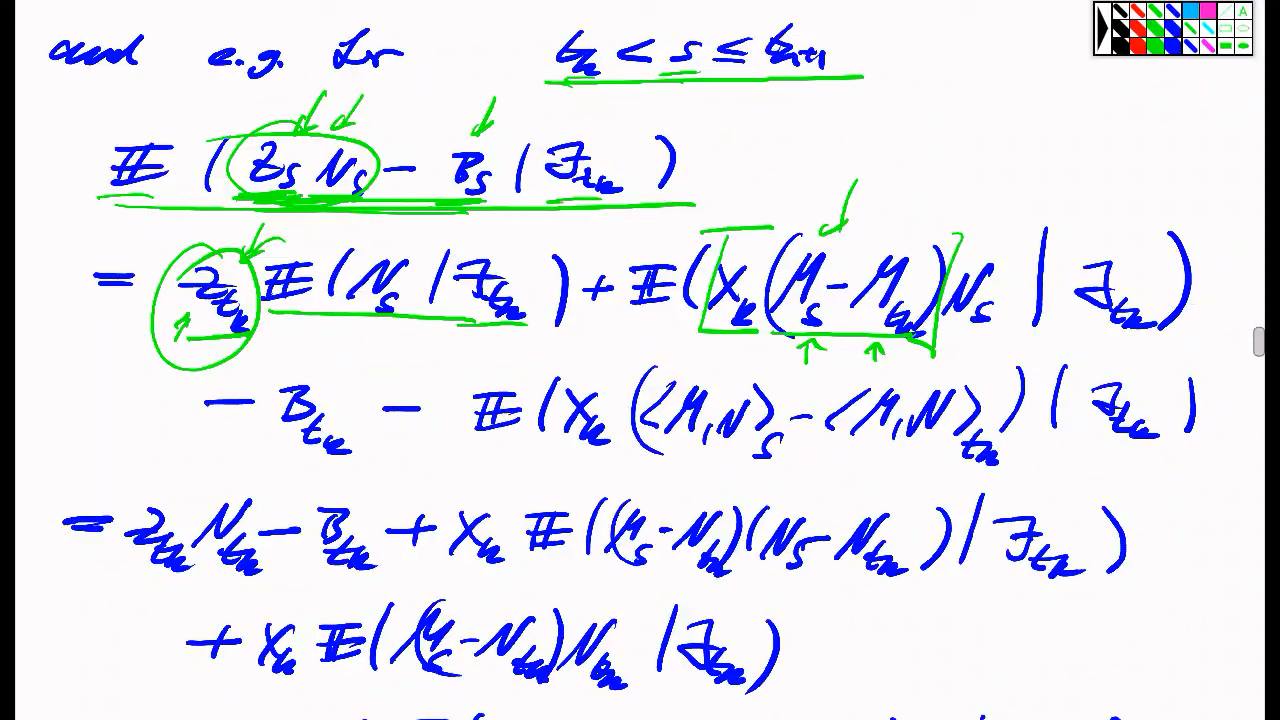 and e.g. for t_k < s ≤ t_{k+1}
𝔼 ( Z_s N_s − B_s | ℱ_{t_k} )
= Z_{t_k} 𝔼 ( N_s | ℱ_{t_k} ) + 𝔼 ( X_k ( M_s − M_{t_k} ) N_s | ℱ_{t_k} )
− B_{t_k} − 𝔼 ( X_k ( ⟨M,N⟩_s − ⟨M,N⟩_{t_k} ) | ℱ_{t_k} )
= Z_{t_k} N_{t_k} − B_{t_k} + X_k 𝔼 ( ( M_s − N_{t_k} ) ( N_s − N_{t_k} ) | ℱ_{t_k} )
+ X_k 𝔼 ( ( M_s − N_{t_k} ) N_{t_k} | ℱ_{t_k} )